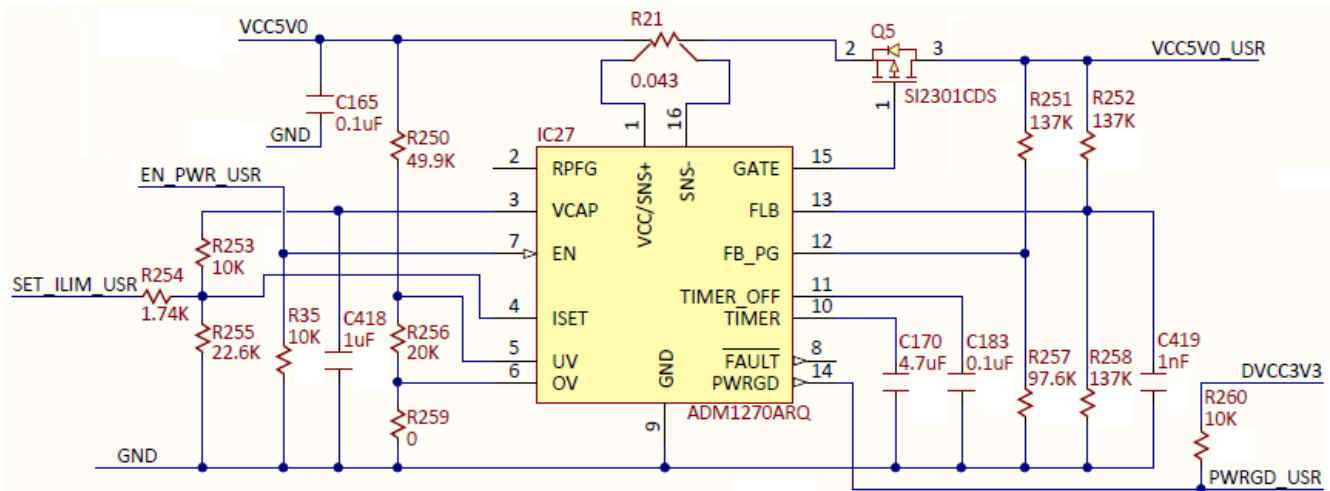 VCC5V0
R21
0.043
Q5
2
3
1
SI2301CDS
VCC5V0_USR
C165
0.1uF
GND
R250
49.9K
R251
137K
R252
137K
EN_PWR_USR
IC27
1
16
VCC/SNS+
SNS-
2
RPFG
GATE
15
3
VCAP
FLB
13
7
EN
FB_PG
12
TIMER_OFF
11
TIMER
10
4
ISET
5
UV
6
OV
FAULT
8
PWRGD
14
GND
9
ADM1270ARQ
R253
10K
SET_ILIM_USR
R254
1.74K
R255
22.6K
R35
10K
C418
1uF
R256
20K
R259
0
C170
4.7uF
C183
0.1uF
R257
97.6K
R258
137K
C419
1nF
DVCC3V3
R260
10K
GND
PWRGD_USR